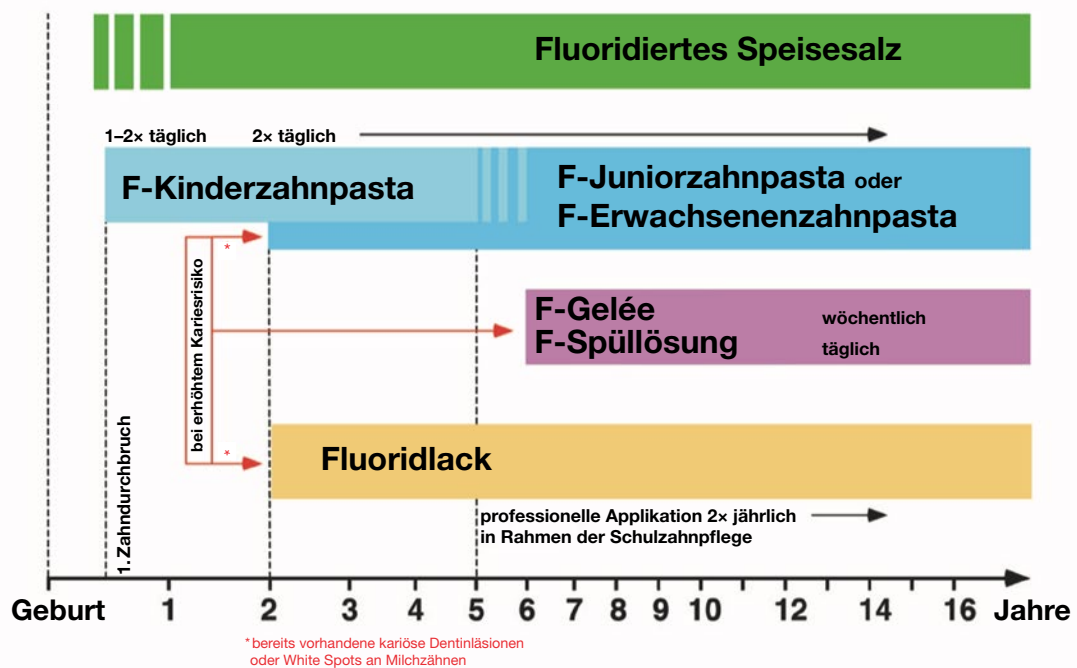 Fluoridiertes Speisesalz
1–2× täglich 2× täglich
F-Kinderzahnpasta
F-Juniorzahnpasta oder
F-Erwachsenenzahnpasta
*
bei erhöhtem Kariesrisiko
F-Gelée wöchentlich
F-Spüllösung täglich
*
Fluoridlack
1. Zahndurchbruch
professionelle Applikation 2× jährlich
in Rahmen der Schulzahnpflege
Geburt 1 2 3 4 5 6 7 8 9 10 12 14 16 Jahre
* bereits vorhandene kariöse Dentinläsionen
oder White Spots an Milchzähnen